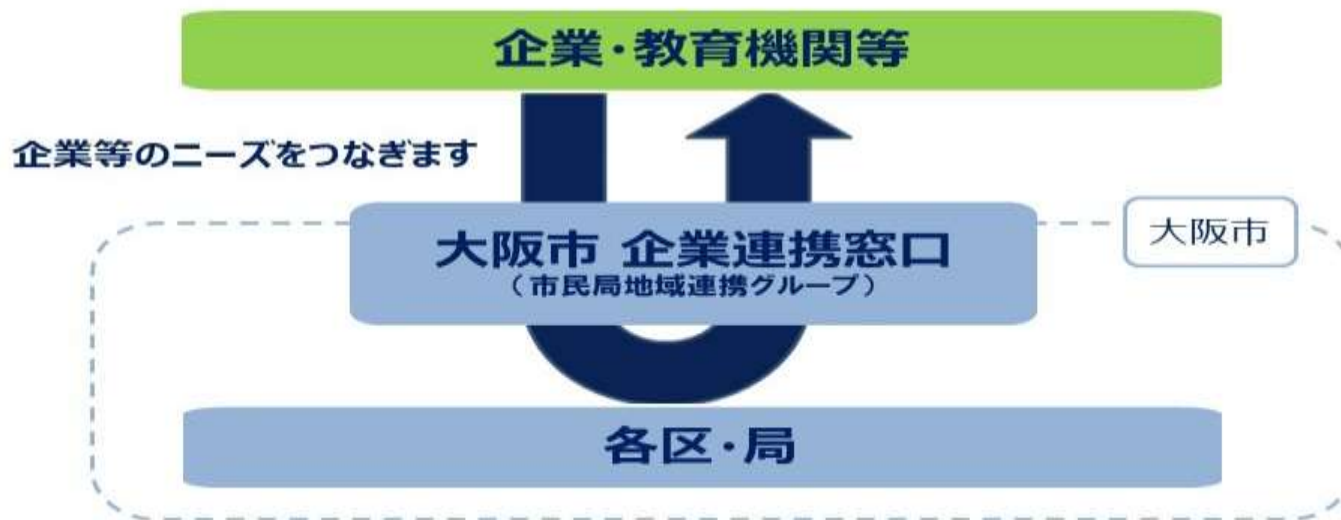 企業・教育機関等
企業等のニーズをつなぎます
大阪市
大阪市 企業連携窓口
（市民局地域連携グループ）
各区・局